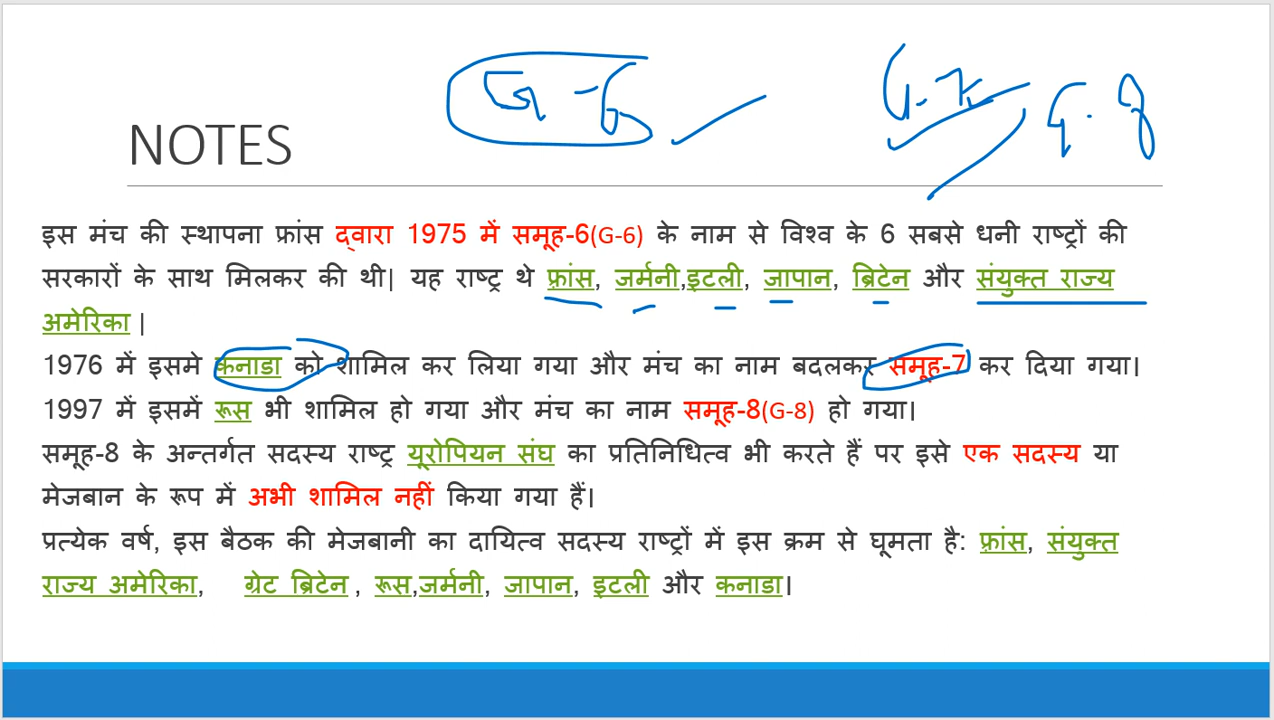 G-6
G.7
G.8
NOTES
इस मंच की स्थापना फ्रांस द्वारा 1975 में समूह-6(G-6) के नाम से विश्व के 6 सबसे धनी राष्ट्रों की
सरकारों के साथ मिलकर की थी| यह राष्ट्र थे फ्रांस, जर्मनी,इटली, जापान, ब्रिटेन और संयुक्त राज्य
अमेरिका |
1976 में इसमे कनाडा को शामिल कर लिया गया और मंच का नाम बदलकर समूह-7 कर दिया गया।
1997 में इसमें रूस भी शामिल हो गया और मंच का नाम समूह-8(G-8) हो गया।
समूह-8 के अन्तर्गत सदस्य राष्ट्र यूरोपियन संघ का प्रतिनिधित्व भी करते हैं पर इसे एक सदस्य या
मेजबान के रूप में अभी शामिल नहीं किया गया हैं।
प्रत्येक वर्ष, इस बैठक की मेजबानी का दायित्व सदस्य राष्ट्रों में इस क्रम से घूमता है: फ्रांस, संयुक्त
राज्य अमेरिका, ग्रेट ब्रिटेन , रूस,जर्मनी, जापान, इटली और कनाडा।